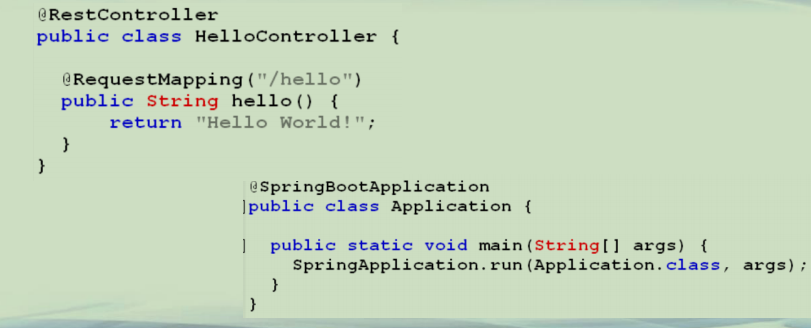 @RestController
public class HelloController {
@RequestMapping("/hello")
public String hello() {
return "Hello World!";
}
}
@SpringBootApplication
public class Application {
public static void main(String[] args) {
SpringApplication.run(Application.class, args);
}
}